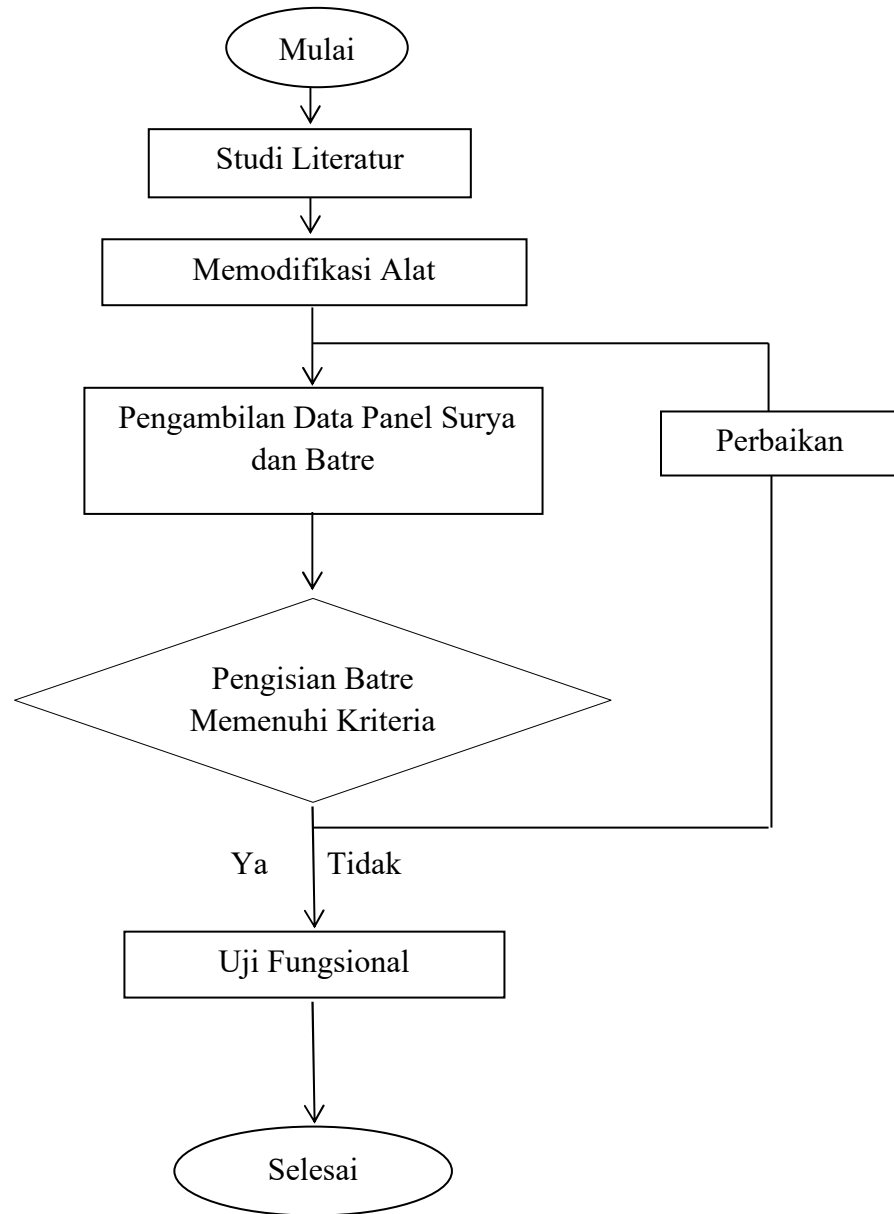 Mulai
Studi Literatur
Memodifikasi Alat
Pengambilan Data Panel Surya
dan Batre
Perbaikan
Pengisian Batre
Memenuhi Kriteria
Ya
Tidak
Uji Fungsional
Selesai